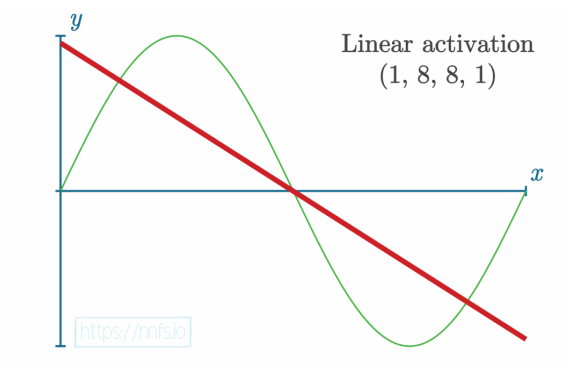 y
Linear activation
(1, 8, 8, 1)
x
https://nnfs.io